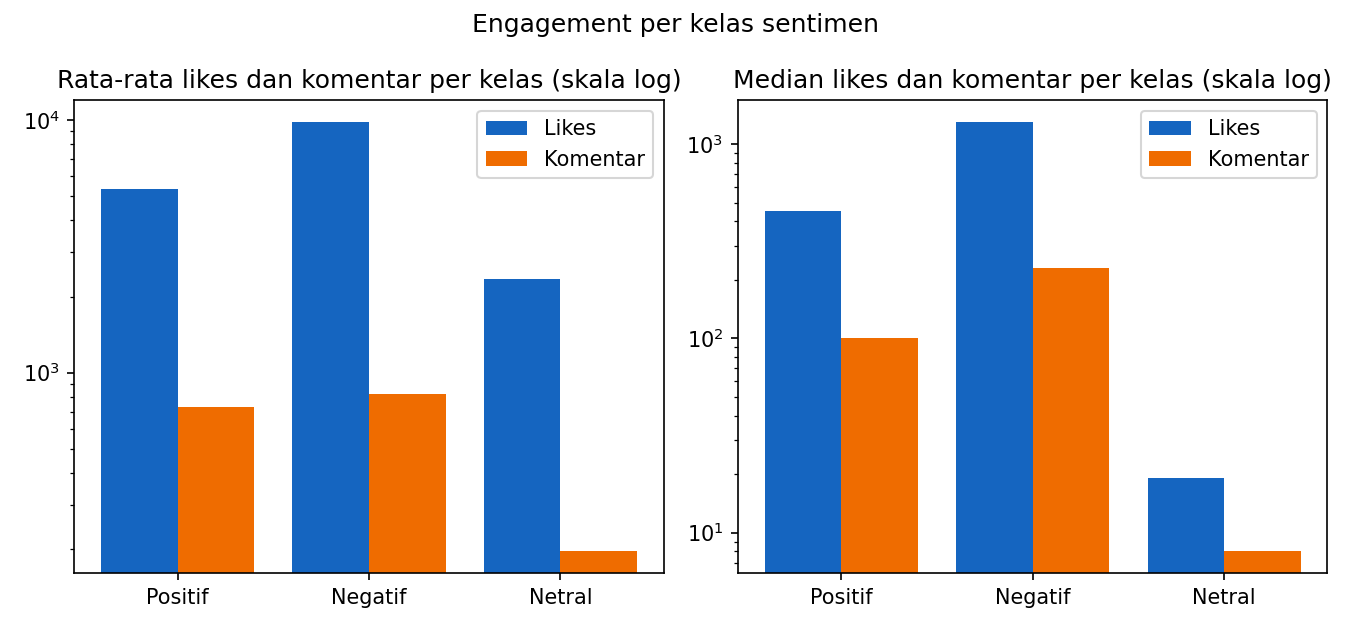 Engagement per kelas sentimen
Rata-rata likes dan komentar per kelas (skala log)
10⁴
10³
Likes
Komentar
Positif
Negatif
Netral
Median likes dan komentar per kelas (skala log)
10³
10²
10¹
Likes
Komentar
Positif
Negatif
Netral